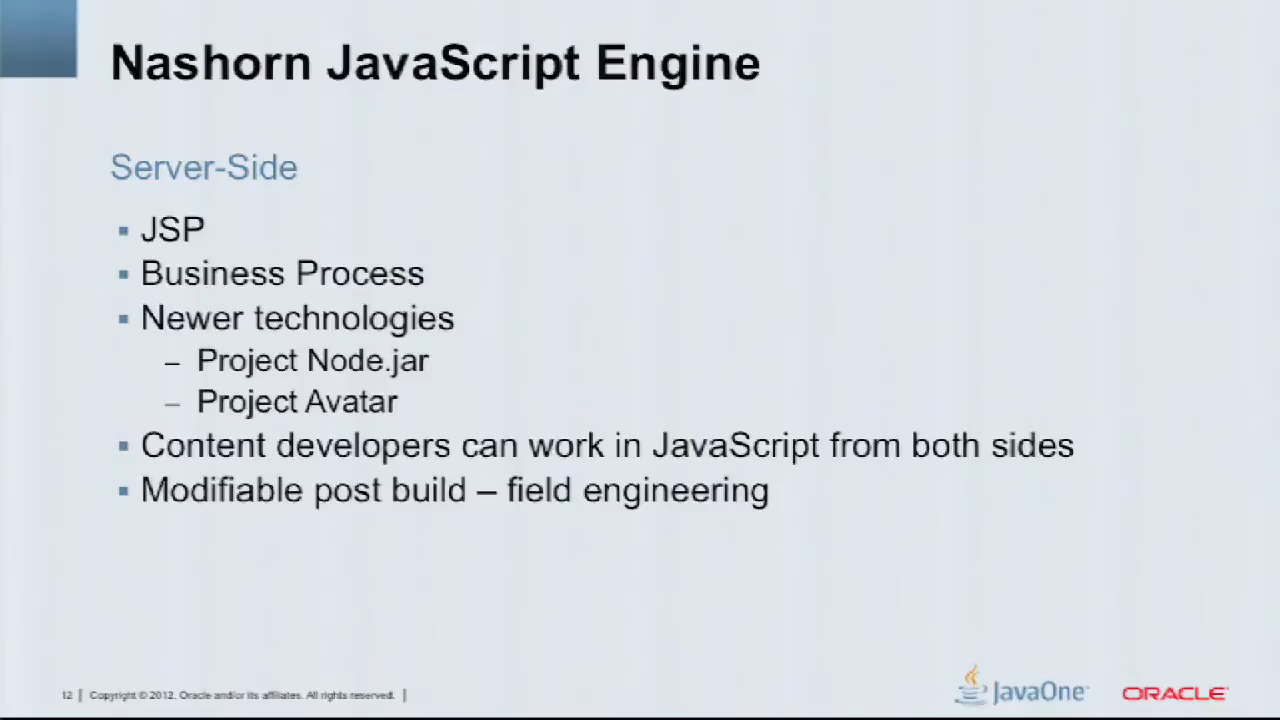 Nashorn JavaScript Engine
Server-Side
▪ JSP
▪ Business Process
▪ Newer technologies
– Project Node.jar
– Project Avatar
▪ Content developers can work in JavaScript from both sides
▪ Modifiable post build – field engineering
12 | Copyright © 2012, Oracle and/or its affiliates. All rights reserved. |
JavaOne™
ORACLE®